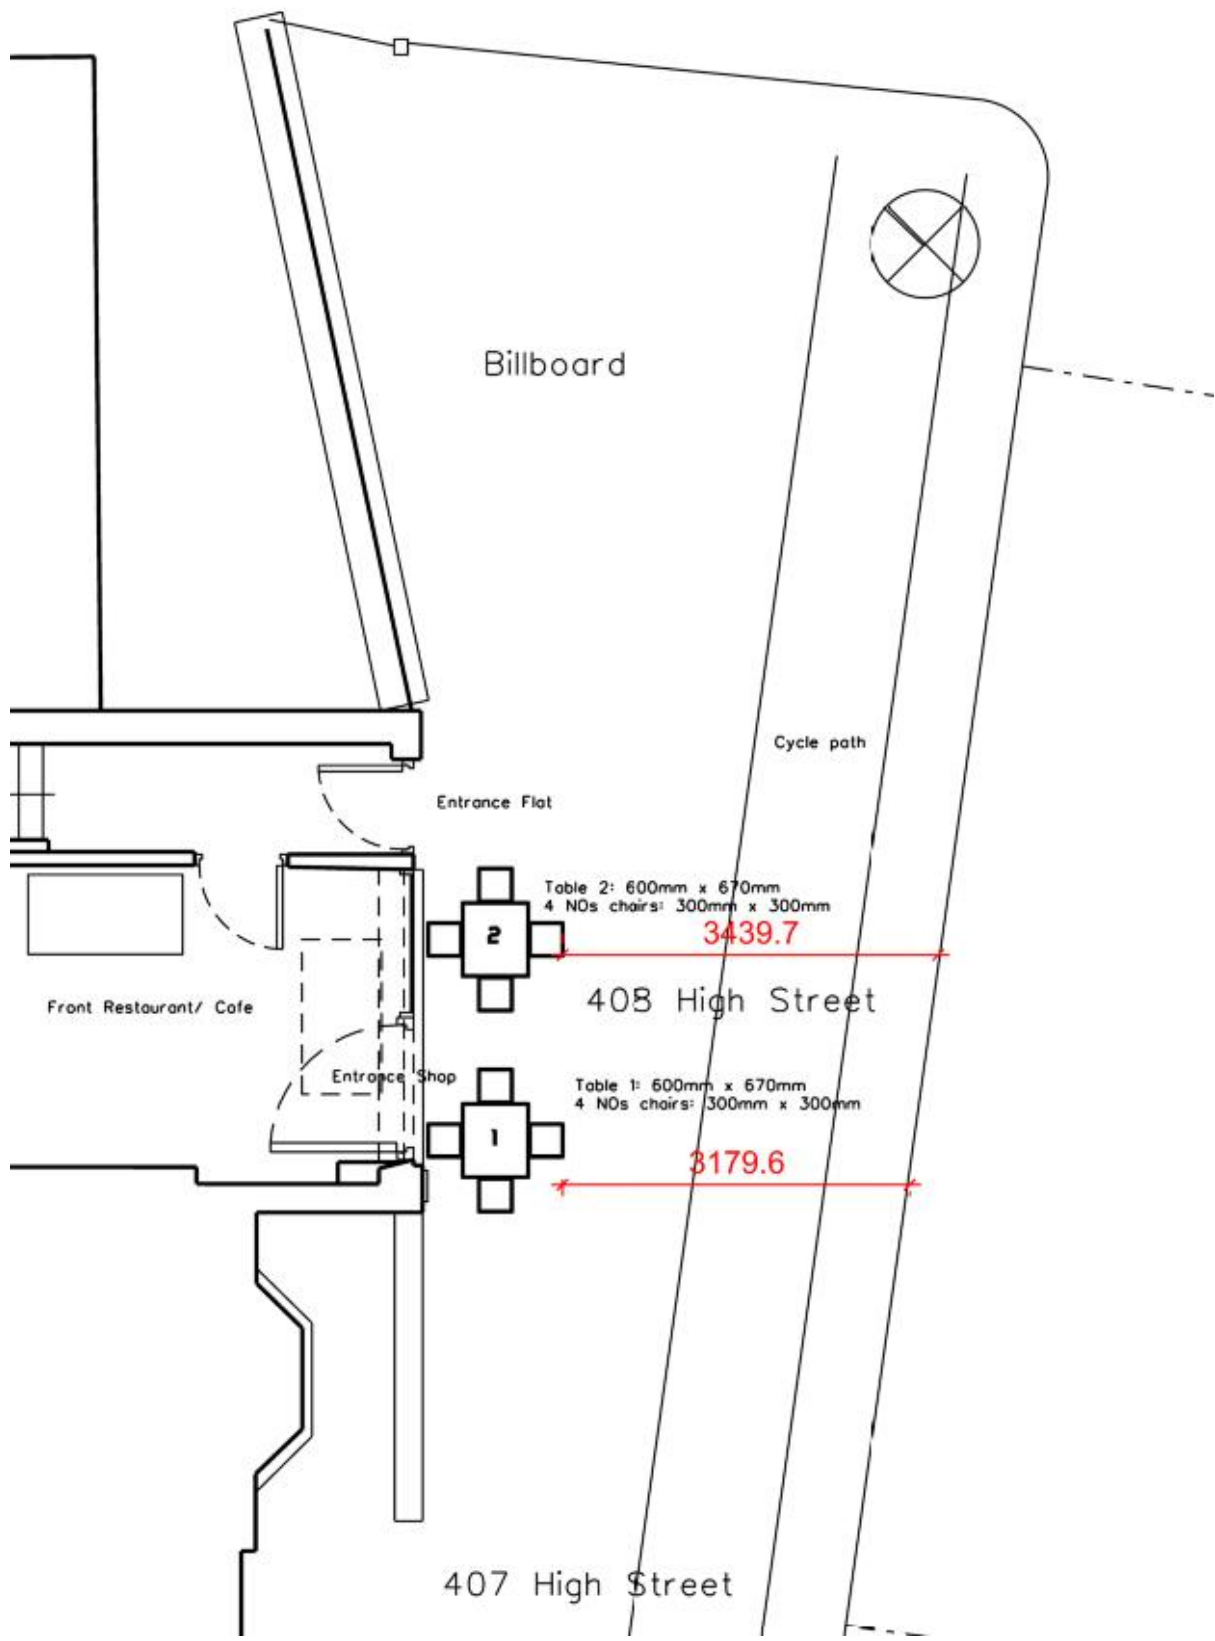 Billboard
Cycle path
Entrance Flat
Table 2: 600mm x 670mm
4 NOs chairs: 300mm x 300mm
2
3439.7
408 High Street
Front Restaurant/ Cafe
Entrance Shop
Table 1: 600mm x 670mm
4 NOs chairs: 300mm x 300mm
1
3179.6
407 High Street